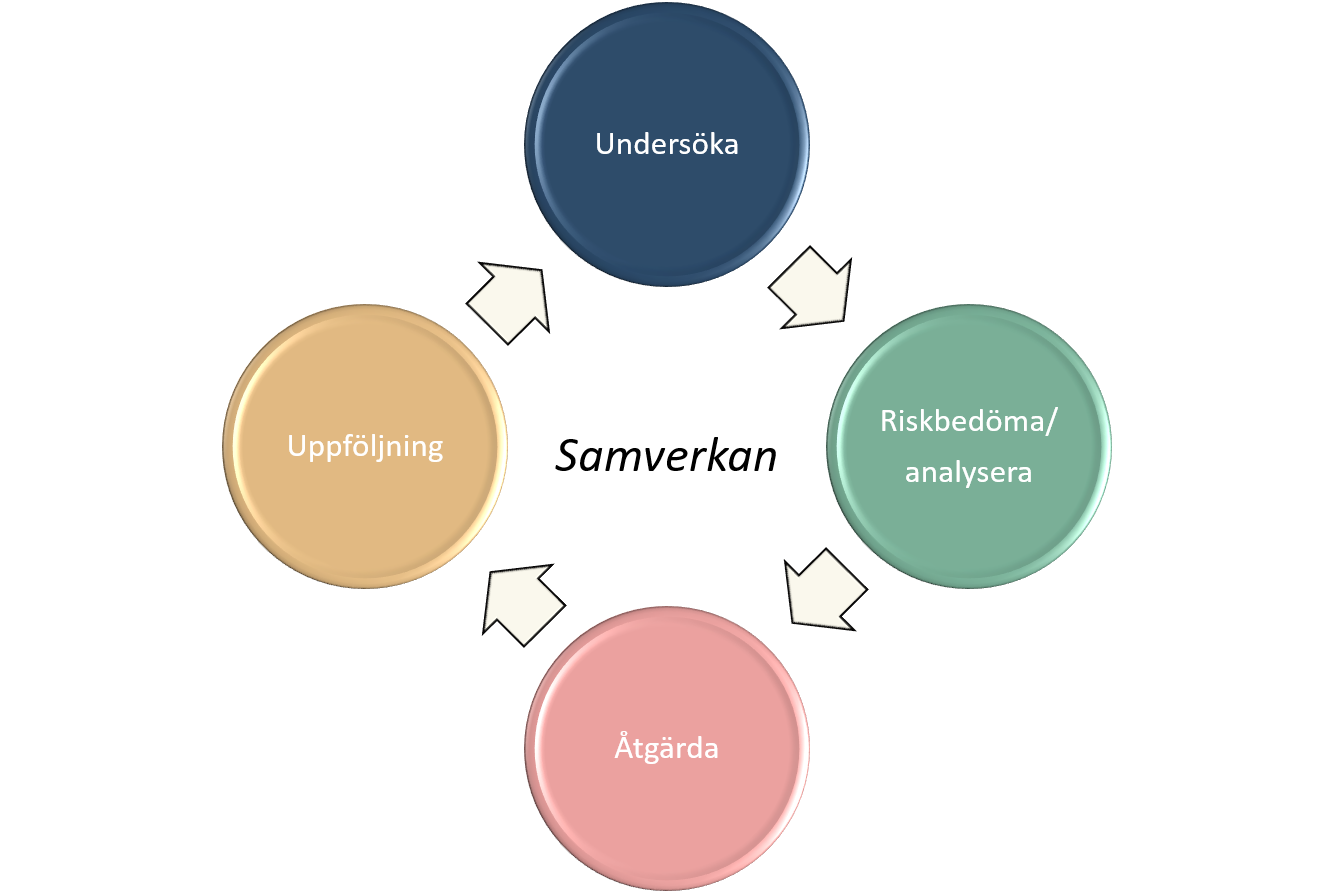 Undersöka
Riskbedöma/
analysera
Uppföljning
Samverkan
Åtgärda